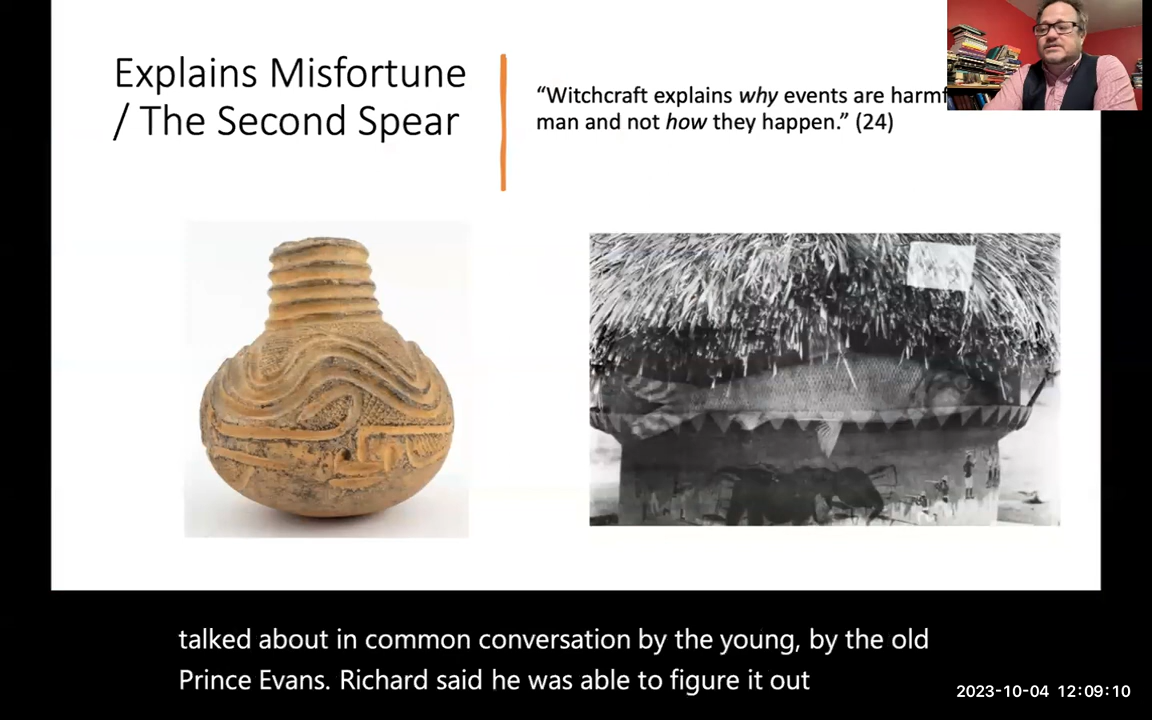 Explains Misfortune
/ The Second Spear
“Witchcraft explains why events are
man and not how they happen.” (24)
talked about in common conversation by the young, by the old
Prince Evans. Richard said he was able to figure it out
2023-10-04 12:09:10